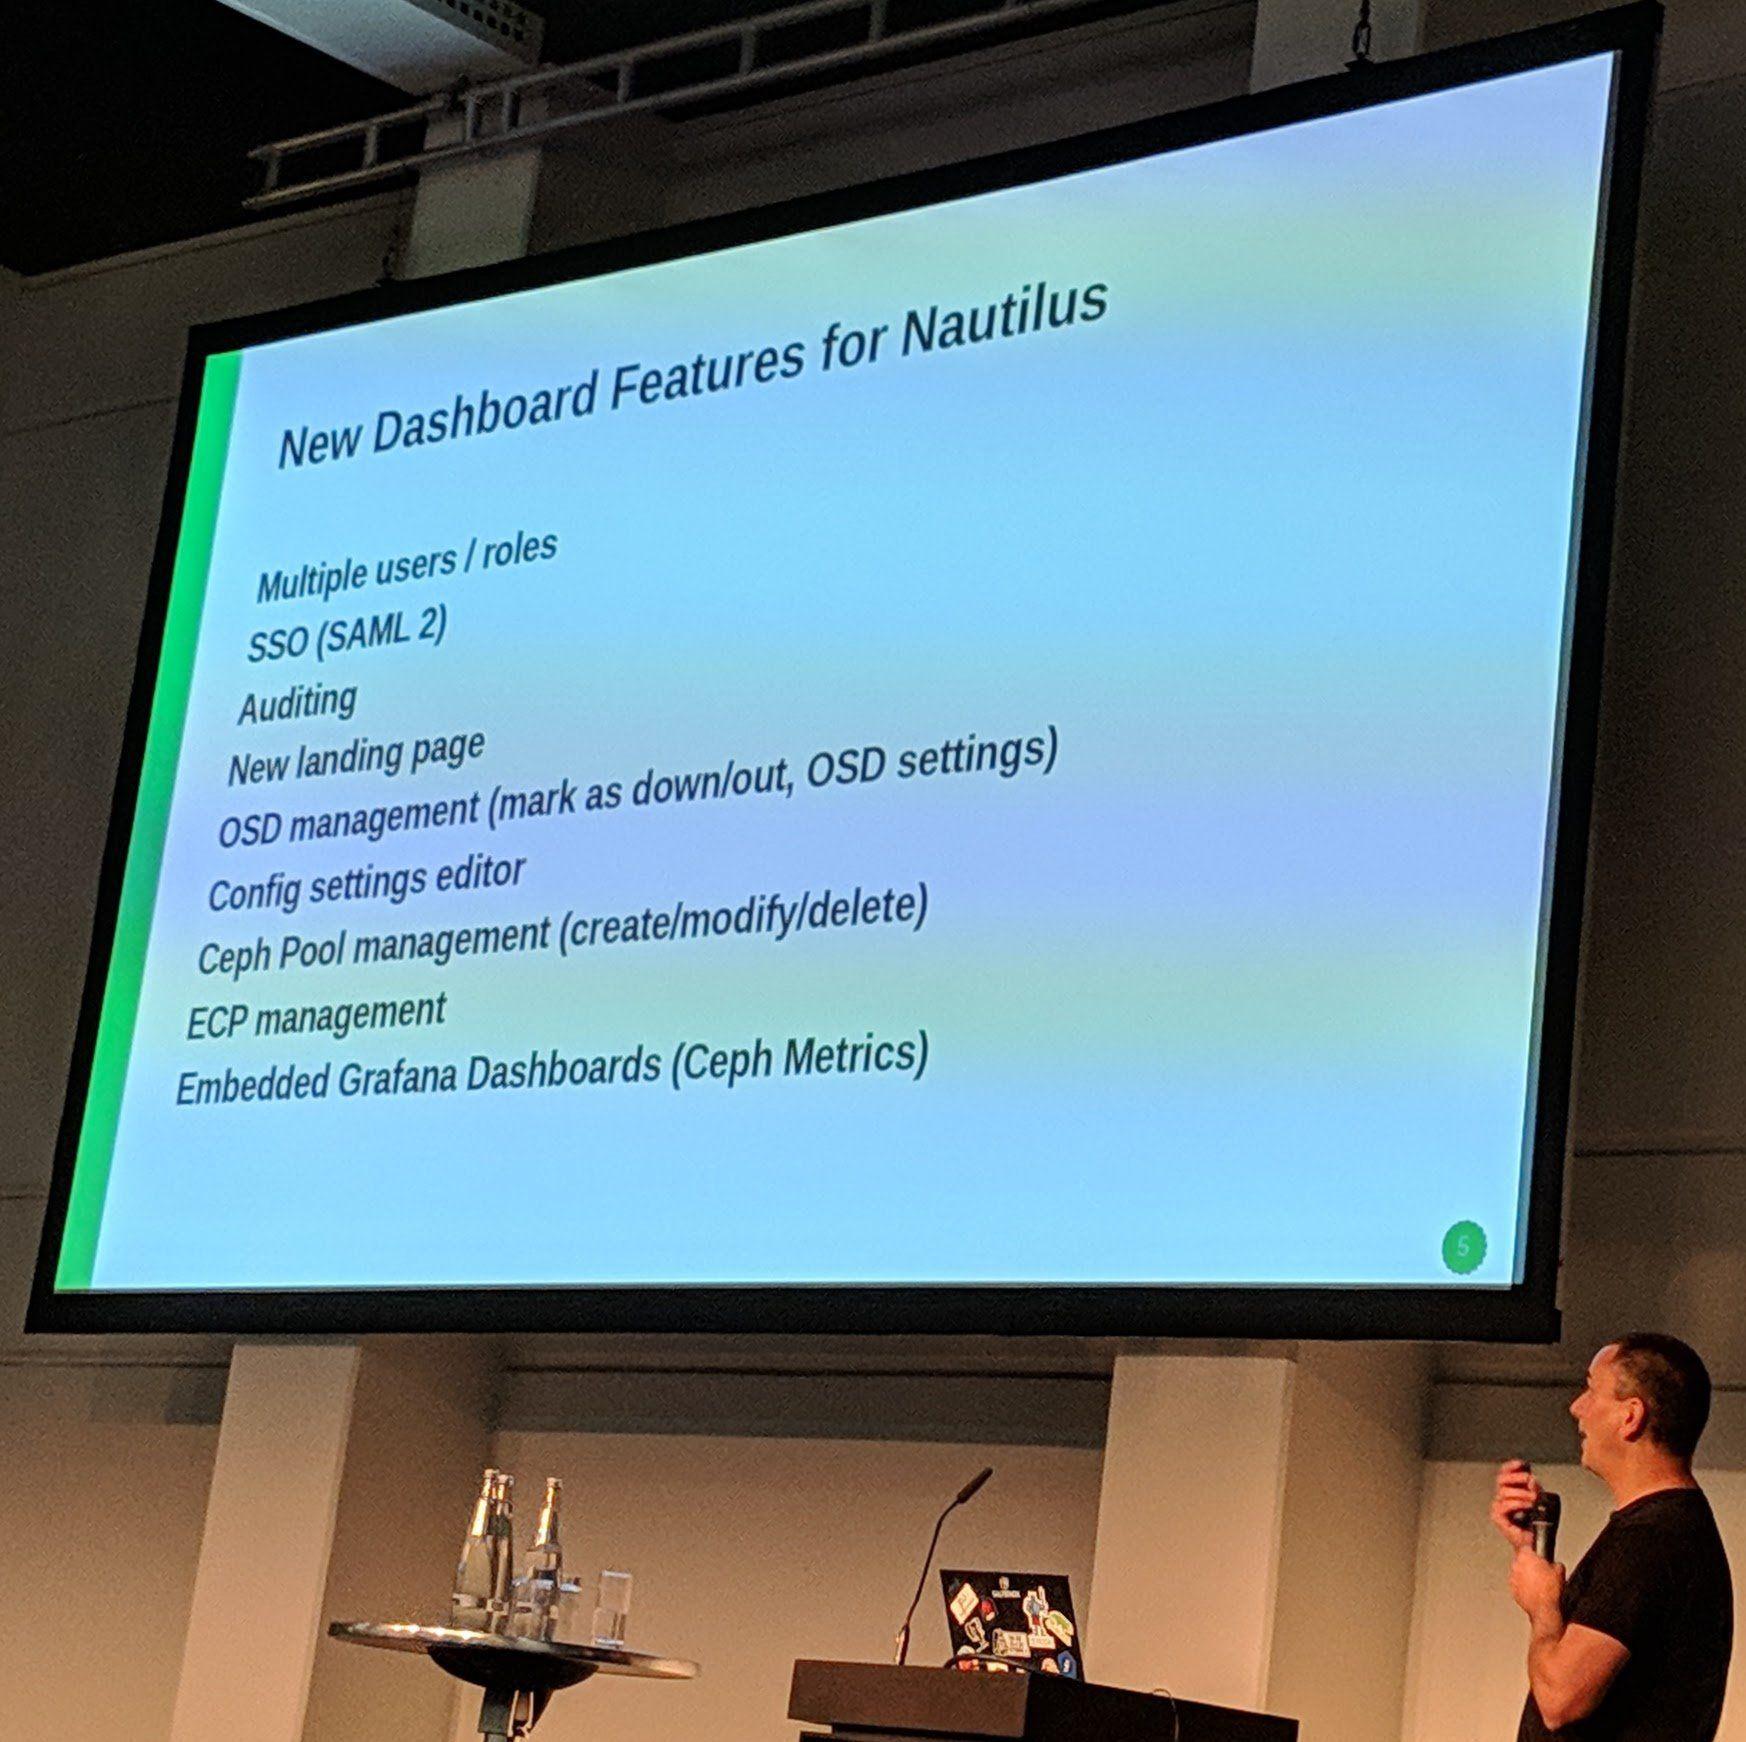 New Dashboard Features for Nautilus
Multiple users / roles
SSO (SAML 2)
Auditing
New landing page
OSD management (mark as down/out, OSD settings)
Config settings editor
Ceph Pool management (create/modify/delete)
ECP management
Embedded Grafana Dashboards (Ceph Metrics)
5